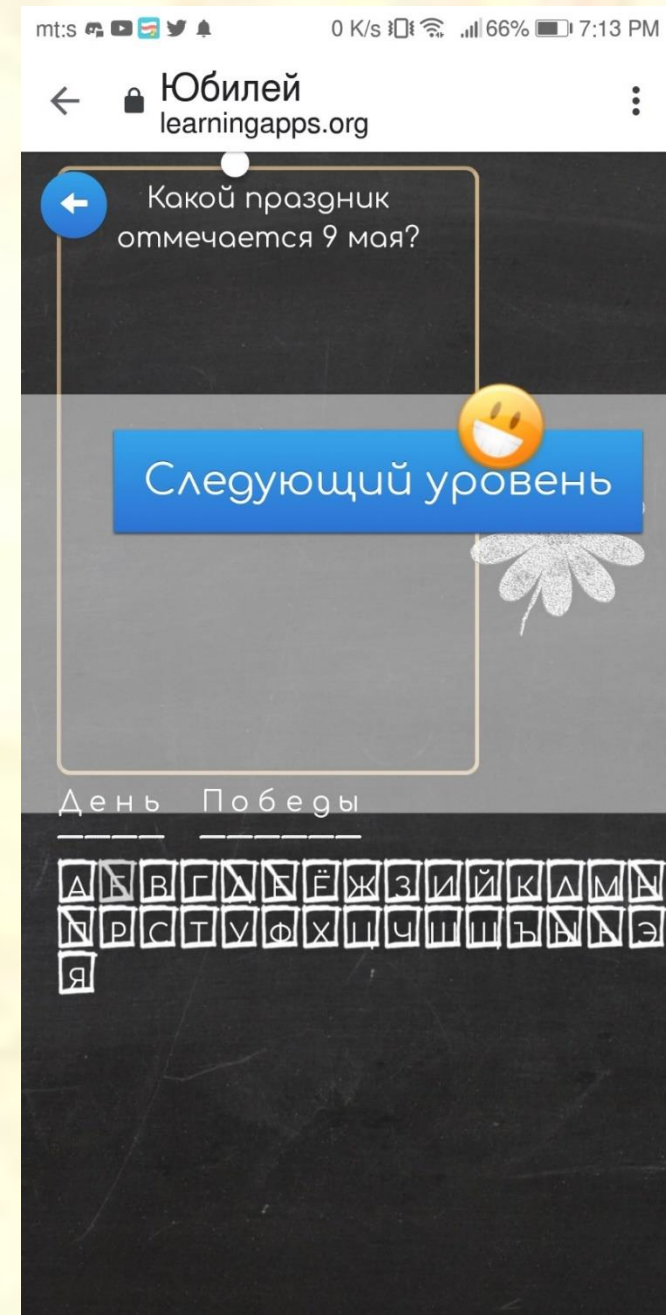 mt:s 0 K/s 66% 7:13 PM
Юбилей
learningapps.org
Какой праздник
отмечается 9 мая?
Следующий уровень
День Победы
А Б В Г Д Е Ё Ж З И Й К Л М Н
П Р С Т У Ф Х Ц Ч Ш Щ Ъ Ы Ь Э
Я